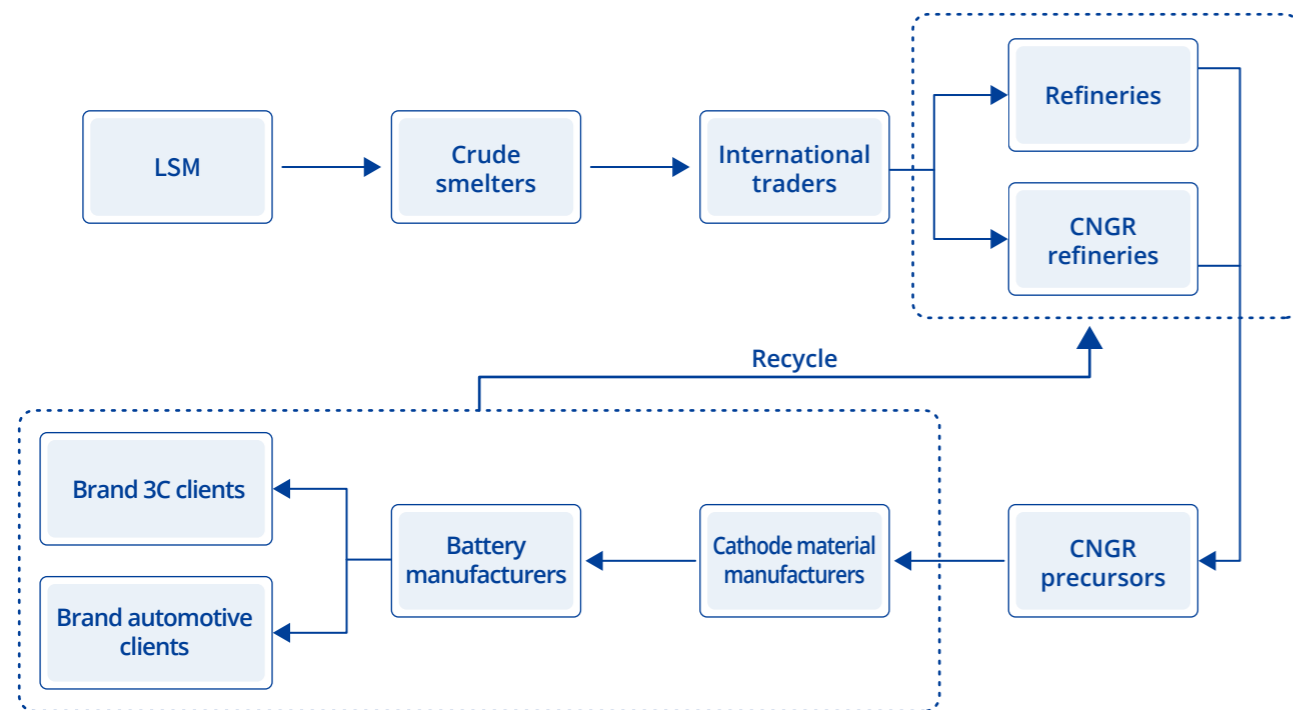 LSM
Crude
smelters
International
traders
Refineries
CNGR
refineries
Recycle
Brand 3C clients
Battery
manufacturers
Cathode material
manufacturers
CNGR
precursors
Brand automotive
clients